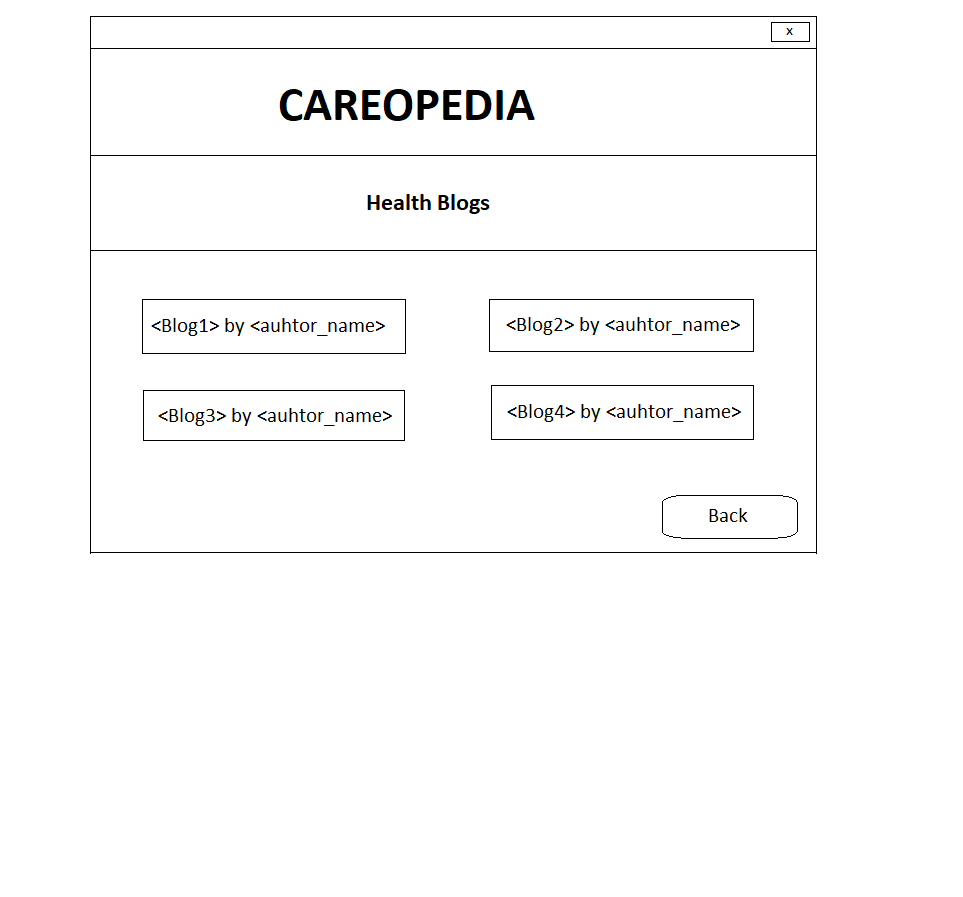 x
CAREOPEDIA
Health Blogs
<Blog1> by <auhtor_name>
<Blog2> by <auhtor_name>
<Blog3> by <auhtor_name>
<Blog4> by <auhtor_name>
Back